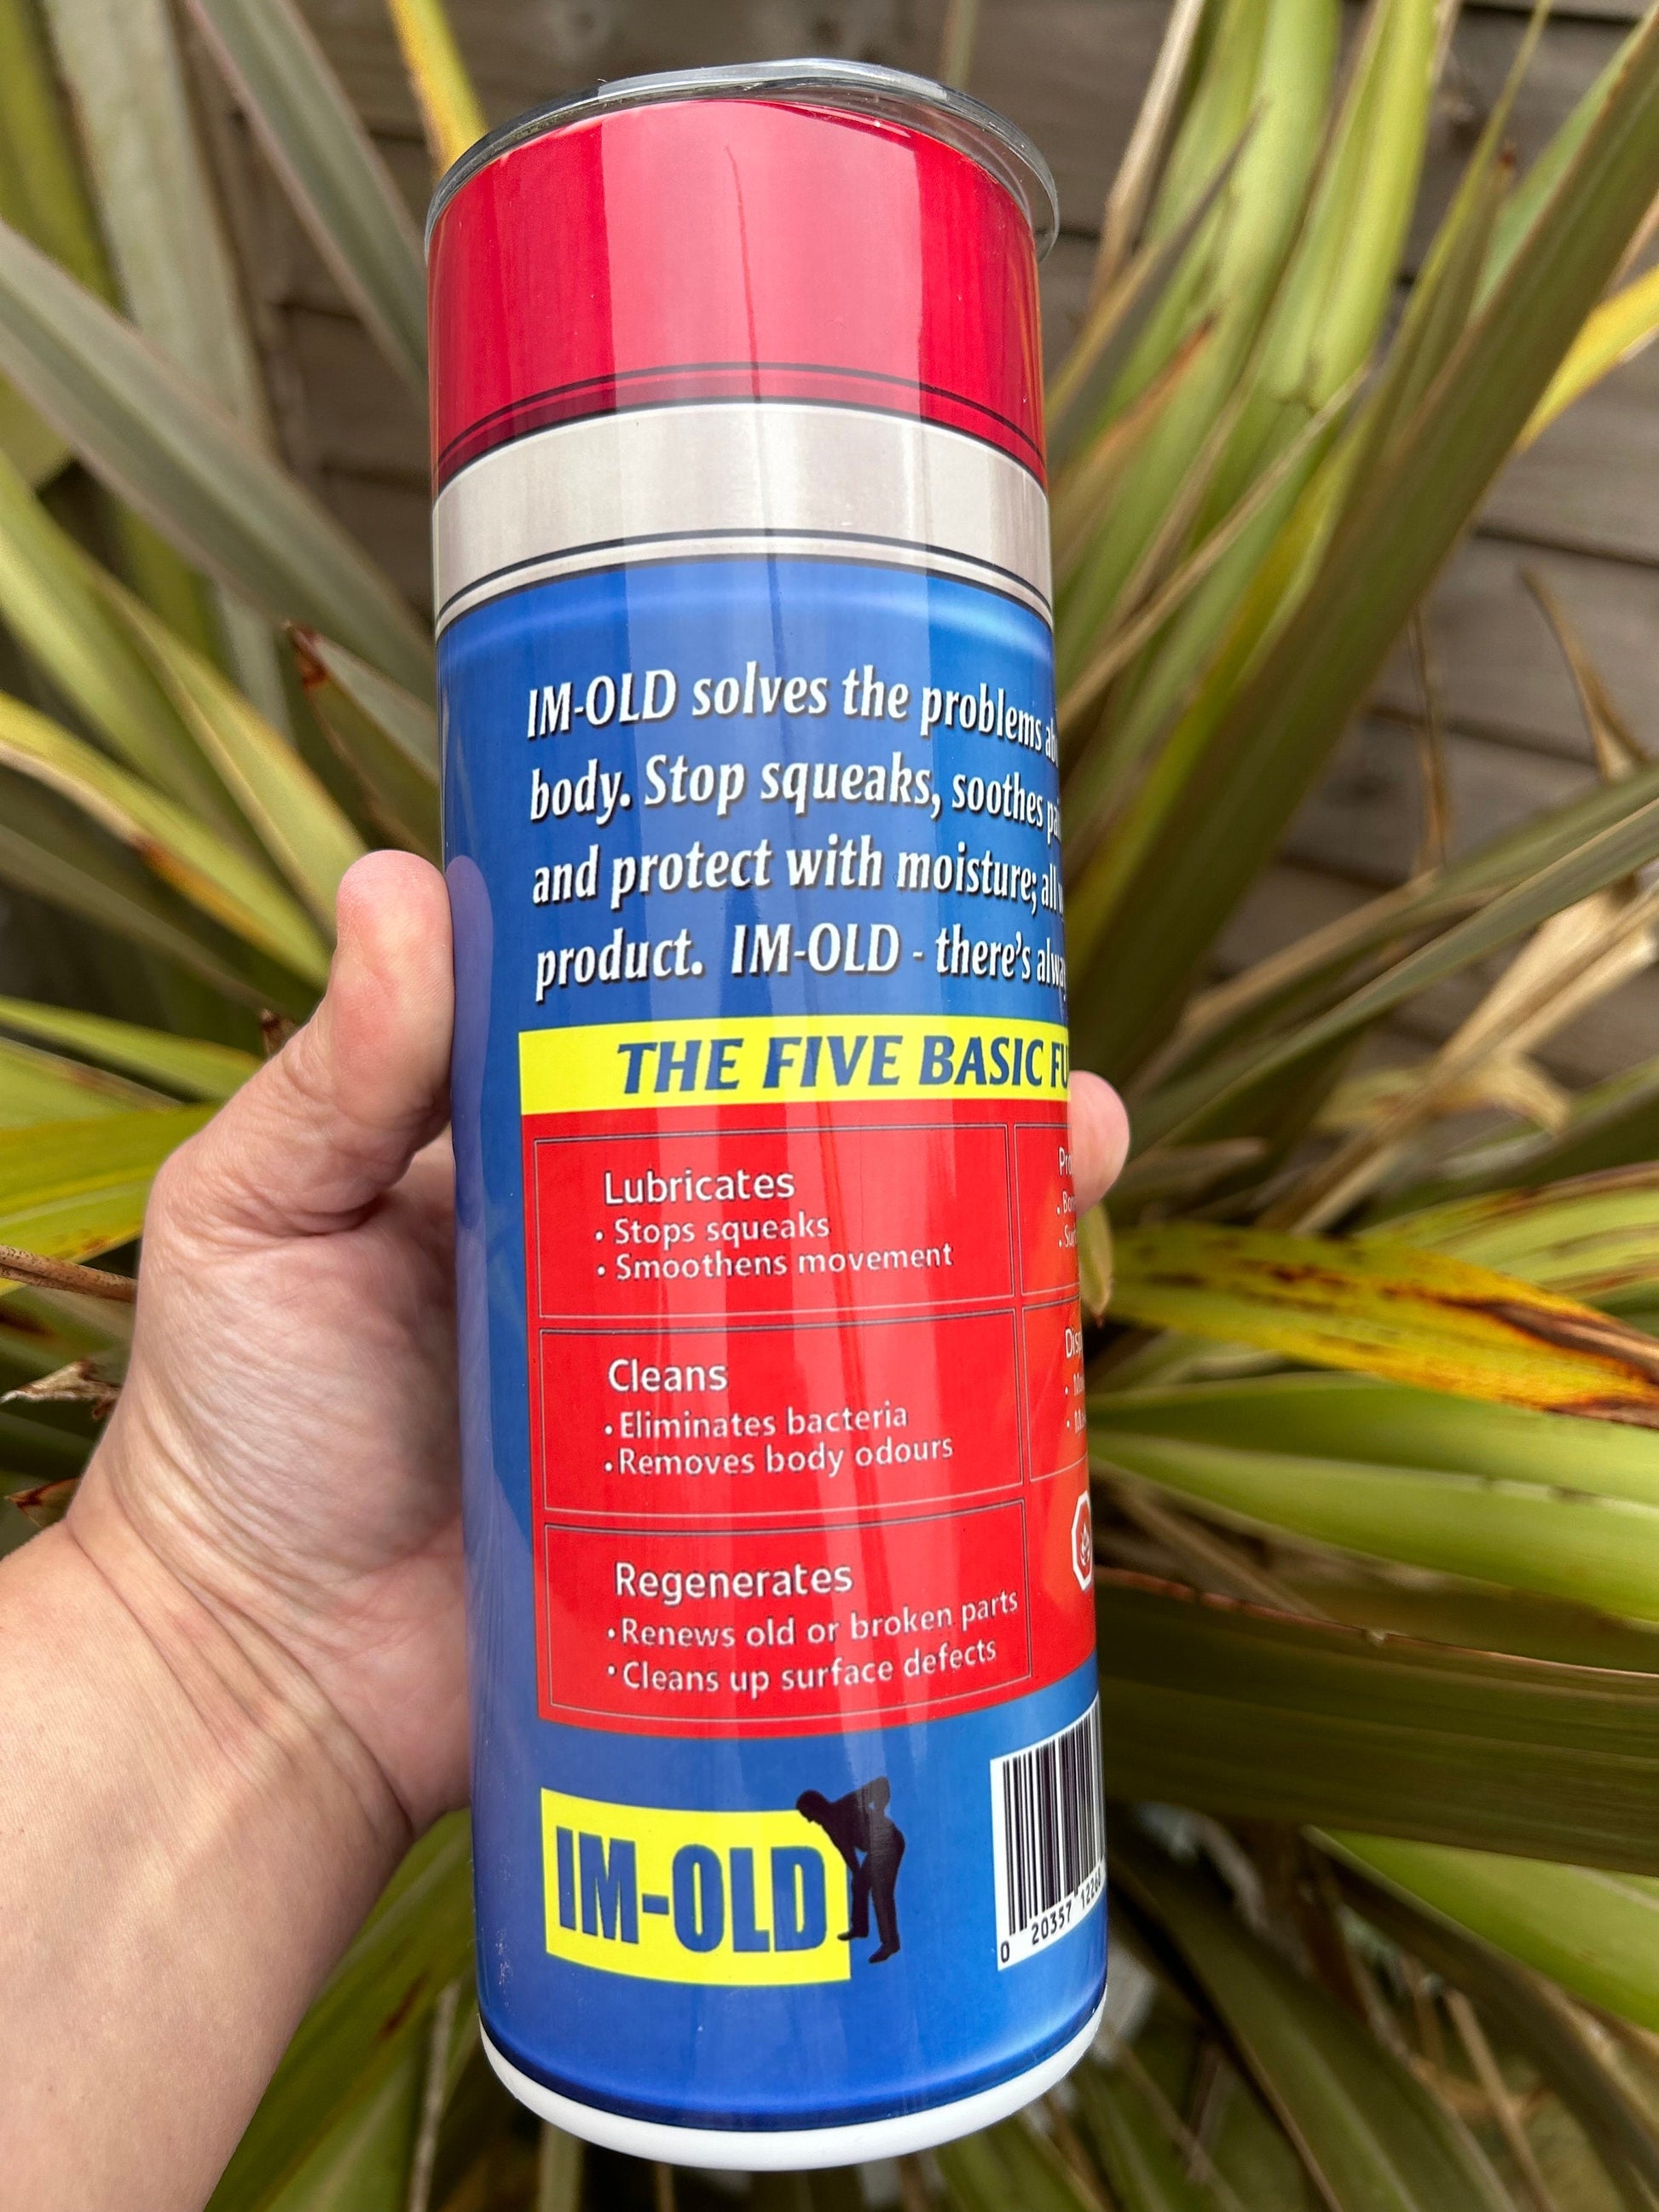 IM-OLD solves the problems
body. Stop squeaks, soothes
and protect with moisture; all
product. IM-OLD - there's
THE FIVE BASIC
Lubricates
• Stops squeaks
• Smoothens movement
Cleans
• Eliminates bacteria
• Removes body odours
Regenerates
• Renews old or broken parts
• Cleans up surface defects
IM-OLD
0 20357